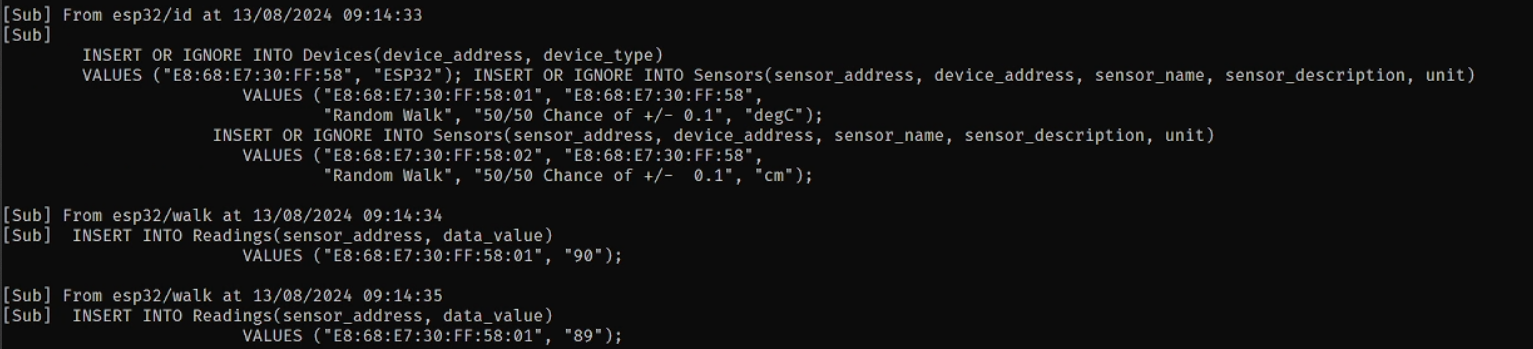 [Sub] From esp32/id at 13/08/2024 09:14:33
[Sub]
INSERT OR IGNORE INTO Devices(device_address, device_type)
VALUES ("E8:68:E7:30:FF:58", "ESP32"); INSERT OR IGNORE INTO Sensors(sensor_address, device_address, sensor_name, sensor_description, unit)
VALUES ("E8:68:E7:30:FF:58:01", "E8:68:E7:30:FF:58",
"Random Walk", "50/50 Chance of +/- 0.1", "degC");
INSERT OR IGNORE INTO Sensors(sensor_address, device_address, sensor_name, sensor_description, unit)
VALUES ("E8:68:E7:30:FF:58:02", "E8:68:E7:30:FF:58",
"Random Walk", "50/50 Chance of +/-  0.1", "cm");
[Sub] From esp32/walk at 13/08/2024 09:14:34
[Sub]  INSERT INTO Readings(sensor_address, data_value)
VALUES ("E8:68:E7:30:FF:58:01", "90");
[Sub] From esp32/walk at 13/08/2024 09:14:35
[Sub]  INSERT INTO Readings(sensor_address, data_value)
VALUES ("E8:68:E7:30:FF:58:01", "89");